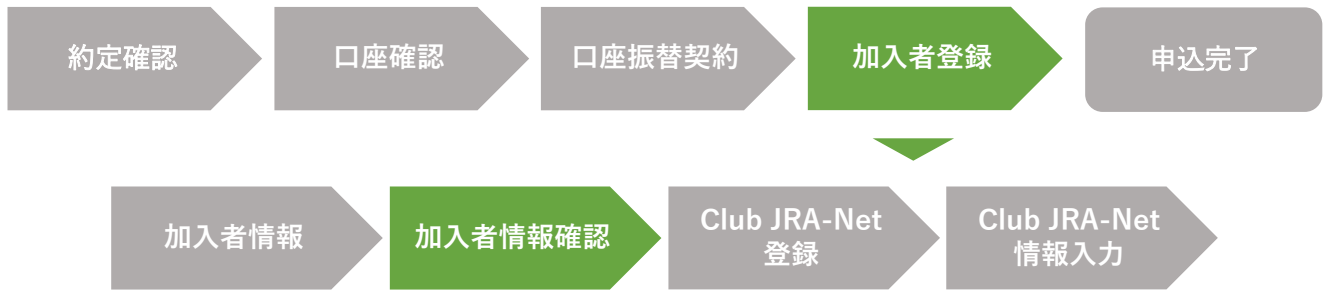 約定確認
口座確認
口座振替契約
加入者登録
申込完了
加入者情報
加入者情報確認
Club JRA-Net
登録
Club JRA-Net
情報入力